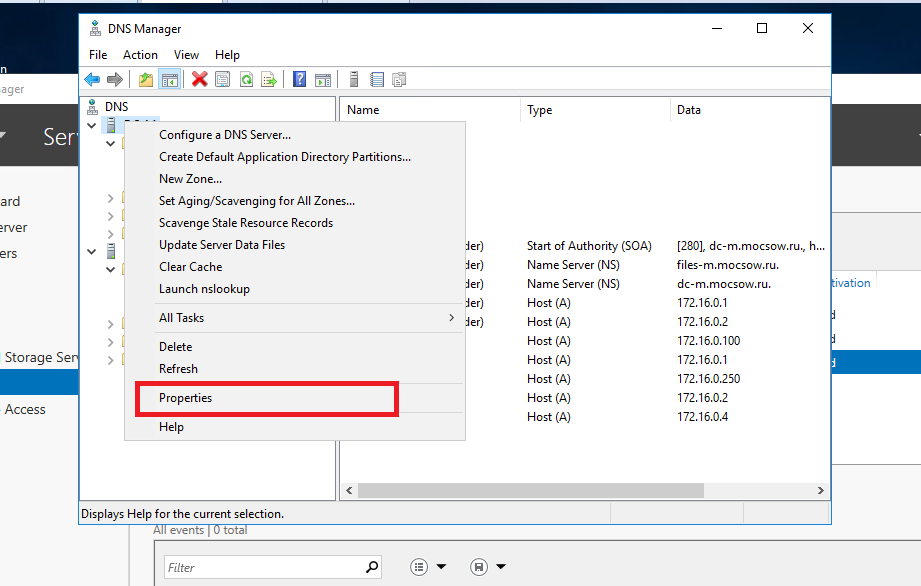 DNS Manager
File Action View Help
DNS
Name Type Data
Configure a DNS Server...
Create Default Application Directory Partitions...
New Zone...
Set Aging/Scavenging for All Zones...
Scavenge Stale Resource Records
Update Server Data Files
Clear Cache
Launch nslookup
All Tasks
Delete
Refresh
Properties
Help
der) Start of Authority (SOA) [280], dc-m.mocsow.ru., h...
der) Name Server (NS) files-m.mocsow.ru.
der) Name Server (NS) dc-m.mocsow.ru.
der) Host (A) 172.16.0.1
der) Host (A) 172.16.0.2
Host (A) 172.16.0.100
Host (A) 172.16.0.1
Host (A) 172.16.0.250
Host (A) 172.16.0.2
Host (A) 172.16.0.4
Displays Help for the current selection.
n
ager
Ser
ard
erver
ers
Storage Serv
Access
tivation
d
d
d
All events | 0 total
Filter